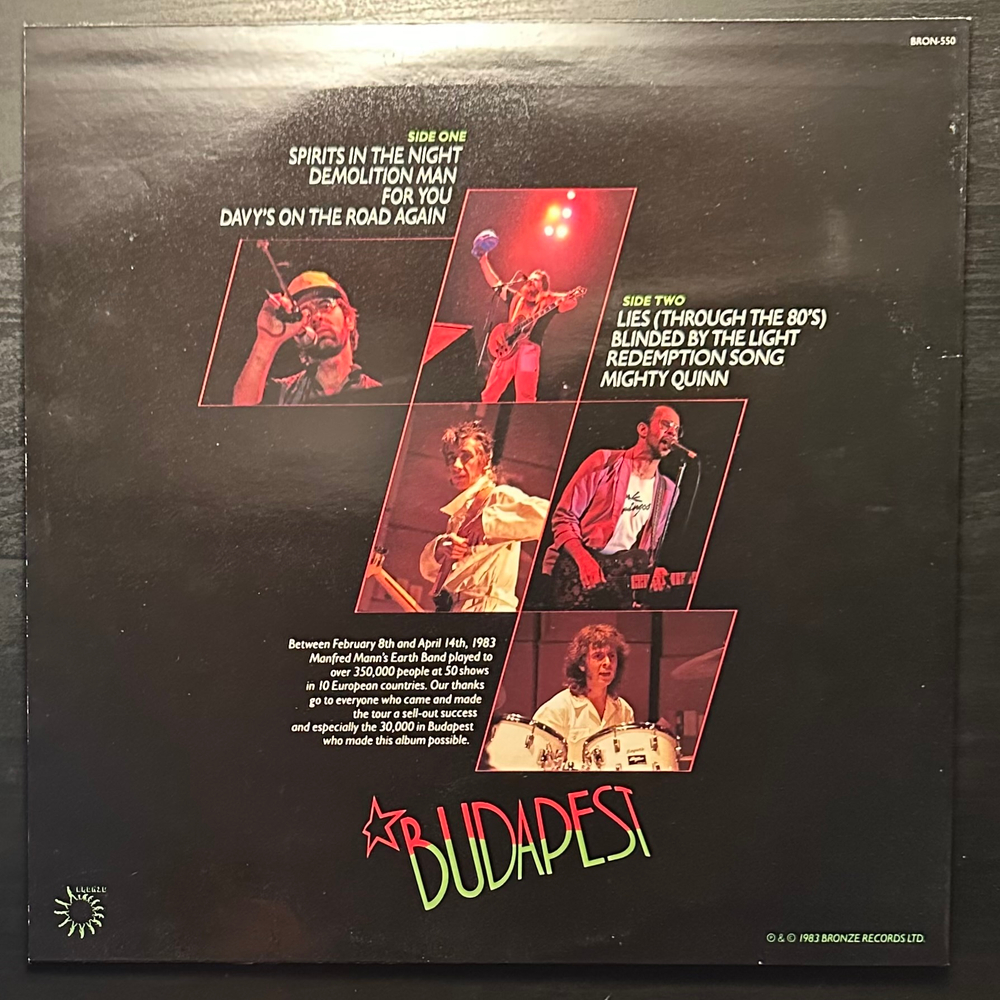 BRON-550
SIDE ONE
SPIRITS IN THE NIGHT
DEMOLITION MAN
FOR YOU
DAVY'S ON THE ROAD AGAIN
SIDE TWO
LIES (THROUGH THE 80'S)
BLINDED BY THE LIGHT
REDEMPTION SONG
MIGHTY QUINN
Between February 8th and April 14th, 1983
Manfred Mann's Earth Band played to
over 350,000 people at 50 shows
in 10 European countries. Our thanks
go to everyone who came and made
the tour a sell-out success
and especially the 30,000 in Budapest
who made this album possible.
BUDAPEST
BRONZE
℗ & © 1983 BRONZE RECORDS LTD.